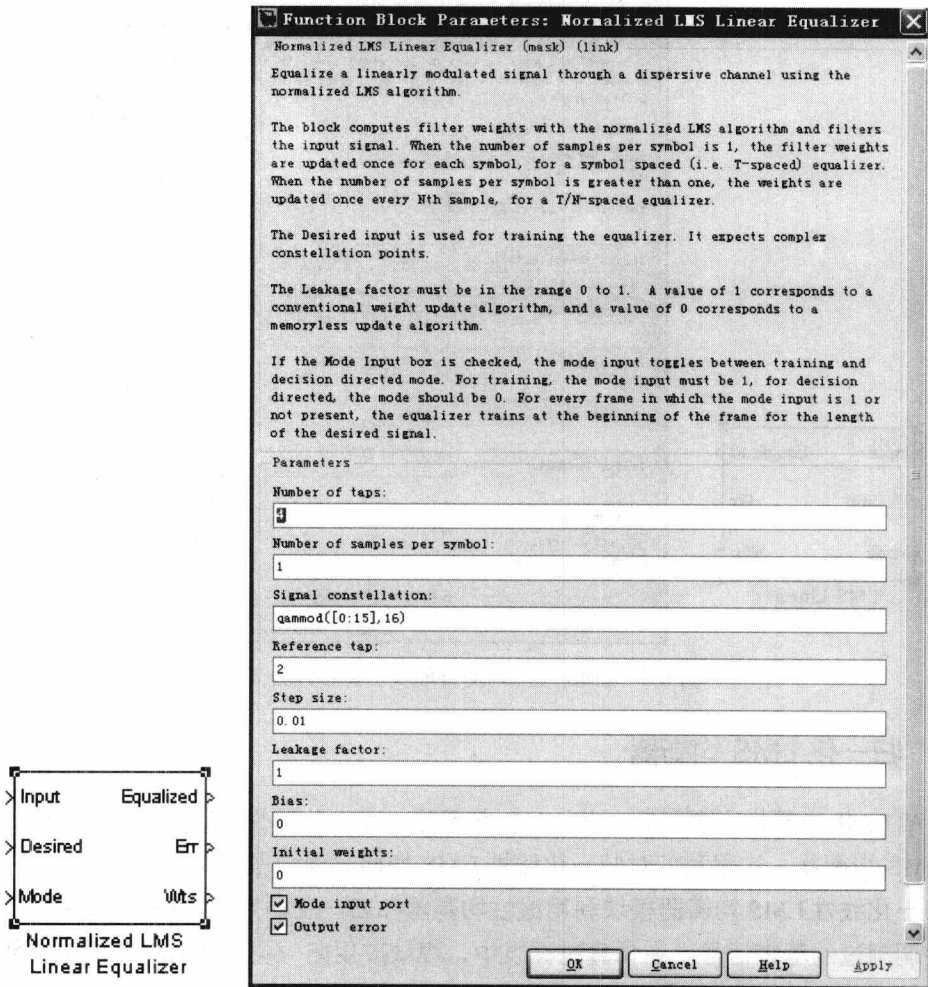 Function Block Parameters: Normalized LMS Linear Equalizer
Normalized LMS Linear Equalizer (mask) (link)
Equalize a linearly modulated signal through a dispersive channel using the
normalized LMS algorithm.
The block computes filter weights with the normalized LMS algorithm and filters
the input signal. When the number of samples per symbol is 1, the filter weights
are updated once for each symbol, for a symbol spaced (i.e. T-spaced) equalizer.
When the number of samples per symbol is greater than one, the weights are
updated once every Nth sample, for a T/N-spaced equalizer.
The Desired input is used for training the equalizer. It expects complex
constellation points.
The Leakage factor must be in the range 0 to 1. A value of 1 corresponds to a
conventional weight update algorithm, and a value of 0 corresponds to a
memoryless update algorithm.
If the Mode Input box is checked, the mode input toggles between training and
decision directed mode. For training, the mode input must be 1, for decision
directed, the mode should be 0. For every frame in which the mode input is 1 or
not present, the equalizer trains at the beginning of the frame for the length
of the desired signal.
Parameters
Number of taps:
4
Number of samples per symbol:
1
Signal constellation:
qammod([0:15],16)
Reference tap:
2
Step size:
0.01
Leakage factor:
1
Bias:
0
Initial weights:
0
Mode input port
Output error
OK Cancel Help Apply
Input Equalized
Desired Err
Mode Wts
Normalized LMS
Linear Equalizer